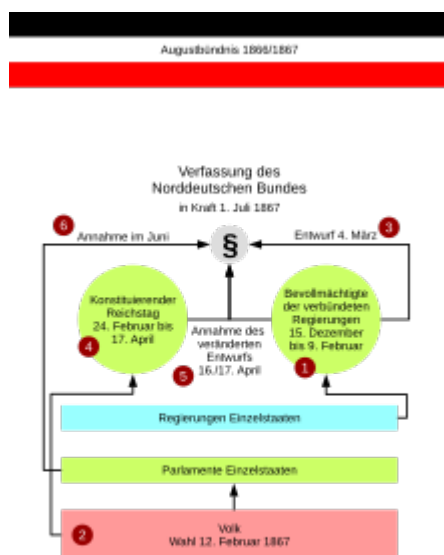 Augustbündnis 1866/1867
Verfassung des
Norddeutschen Bundes
in Kraft 1. Juli 1867
6
Annahme im Juni
§
Entwurf 4. März
3
Konstituierender
Reichstag
24. Februar bis
17. April
4
Annahme des
veränderten
Entwurfs
16./17. April
5
Bevollmächtigte
der verbündeten
Regierungen
15. Dezember
bis 9. Februar
1
Regierungen Einzelstaaten
Parlamente Einzelstaaten
2
Volk
Wahl 12. Februar 1867